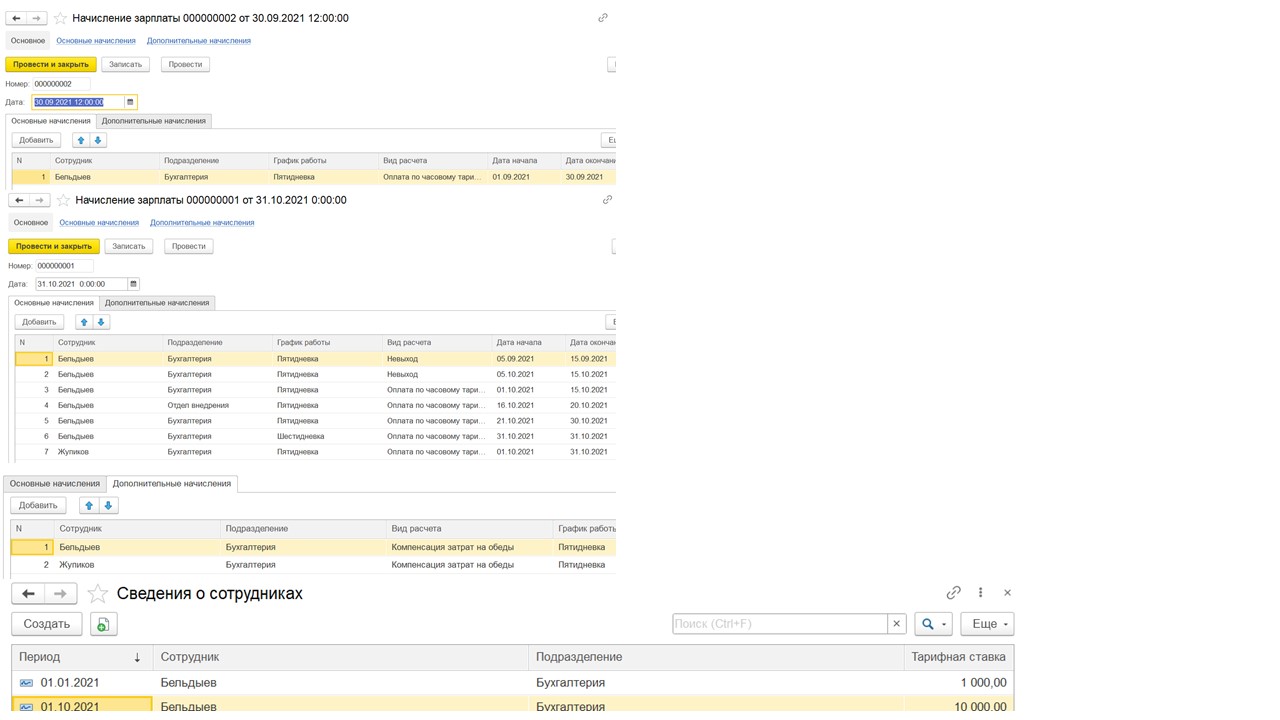 Начисление зарплаты 000000002 от 30.09.2021 12:00:00
Основное Основные начисления Дополнительные начисления
Провести и закрыть Записать Провести
Номер: 000000002
Дата: 30.09.2021 12:00:00
Основные начисления Дополнительные начисления
Добавить
N Сотрудник Подразделение График работы Вид расчета Дата начала Дата окончани
1 Бельдыев Бухгалтерия Пятидневка Оплата по часовому тари... 01.09.2021 30.09.2021
Начисление зарплаты 000000001 от 31.10.2021 0:00:00
Основное Основные начисления Дополнительные начисления
Провести и закрыть Записать Провести
Номер: 000000001
Дата: 31.10.2021 0:00:00
Основные начисления Дополнительные начисления
Добавить
N Сотрудник Подразделение График работы Вид расчета Дата начала Дата окончан
1 Бельдыев Бухгалтерия Пятидневка Невыход 05.09.2021 15.09.2021
2 Бельдыев Бухгалтерия Пятидневка Невыход 05.10.2021 15.10.2021
3 Бельдыев Бухгалтерия Пятидневка Оплата по часовому тари... 01.10.2021 15.10.2021
4 Бельдыев Отдел внедрения Пятидневка Оплата по часовому тари... 16.10.2021 20.10.2021
5 Бельдыев Бухгалтерия Пятидневка Оплата по часовому тари... 21.10.2021 30.10.2021
6 Бельдыев Бухгалтерия Шестидневка Оплата по часовому тари... 31.10.2021 31.10.2021
7 Жупиков Бухгалтерия Пятидневка Оплата по часовому тари... 01.10.2021 31.10.2021
Основные начисления Дополнительные начисления
Добавить
N Сотрудник Подразделение Вид расчета График работы
1 Бельдыев Бухгалтерия Компенсация затрат на обеды Пятидневка
2 Жупиков Бухгалтерия Компенсация затрат на обеды Пятидневка
Сведения о сотрудниках
Создать Поиск (Ctrl+F) Еще
Период Сотрудник Подразделение Тарифная ставка
01.01.2021 Бельдыев Бухгалтерия 1 000,00
01.10.2021 Бельдыев Бухгалтерия 10 000,00